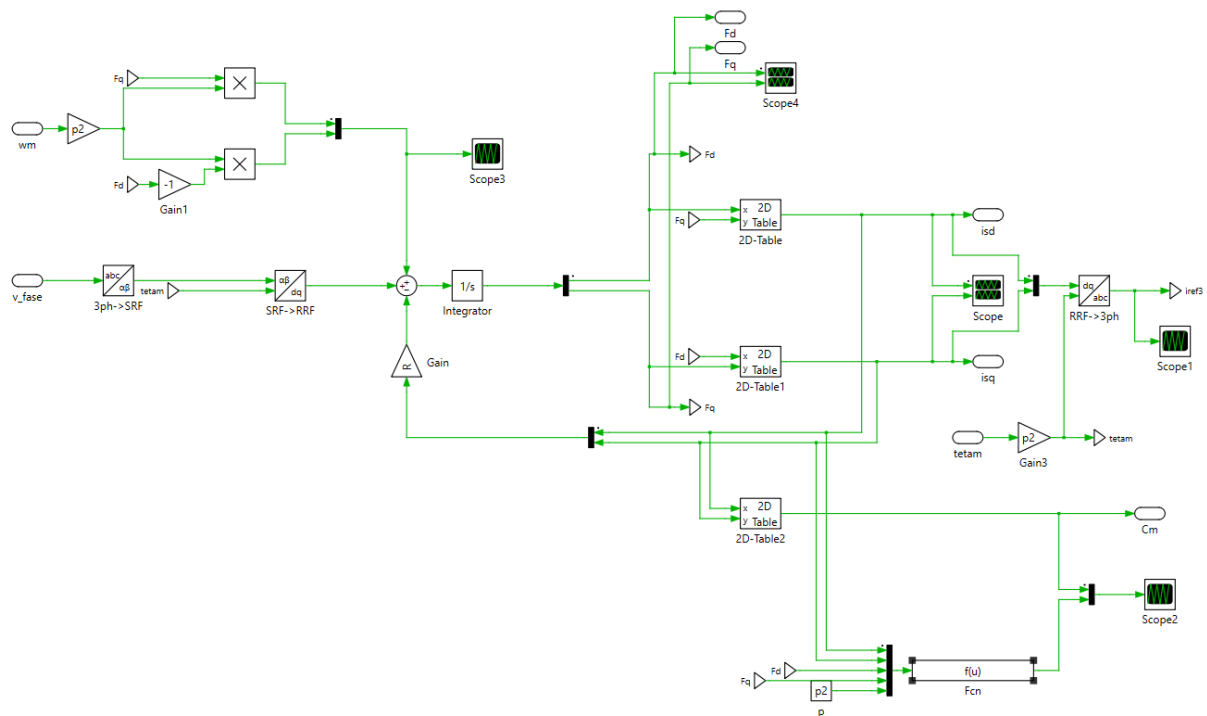 Fd
Fq
Scope4
Fq
×
wm
p2
Scope3
×
Fd
-1
Gain1
Fd
x 2D
y Table
Fq
2D-Table
isd
v_fase
abc
αβ
3ph->SRF
tetam
αβ
dq
SRF->RRF
+
+
−
1/s
Integrator
Scope
dq
abc
RRF->3ph
iref3
Scope1
R
Gain
Fd
x 2D
y Table
2D-Table1
isq
Fq
tetam
p2
Gain3
tetam
x 2D
y Table
2D-Table2
Cm
Scope2
Fd
Fq
p2
p
f(u)
Fcn